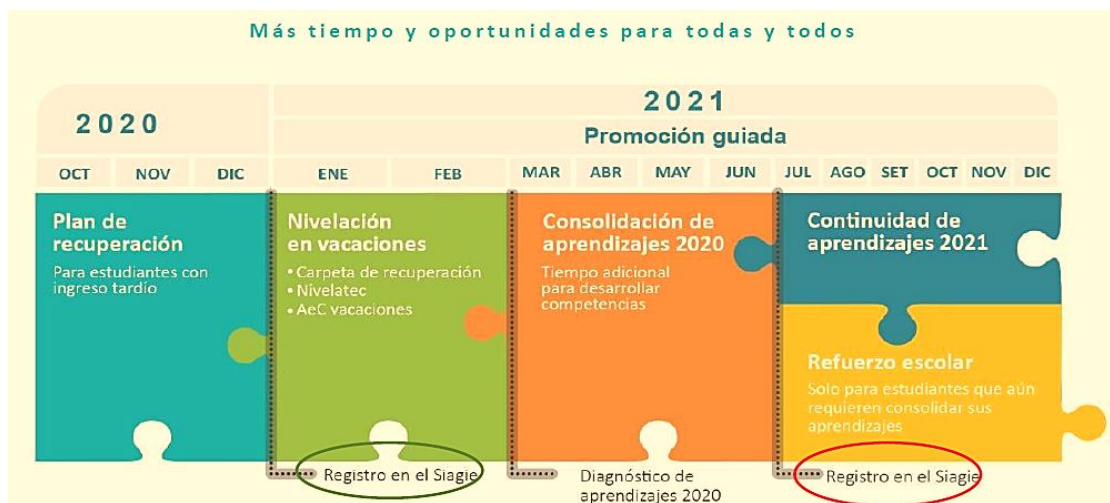 Más tiempo y oportunidades para todas y todos
2020
2021
Promoción guiada
OCT NOV DIC ENE FEB MAR ABR MAY JUN JUL AGO SET OCT NOV DIC
Plan de
recuperación
Para estudiantes con
ingreso tardío
Nivelación
en vacaciones
• Carpeta de recuperación
• Nivelatec
• AeC vacaciones
Consolidación de
aprendizajes 2020
Tiempo adicional
para desarrollar
competencias
Continuidad de
aprendizajes 2021
Refuerzo escolar
Solo para estudiantes que aún
requieren consolidar sus
aprendizajes
Registro en el Siagie
Diagnóstico de
aprendizajes 2020
Registro en el Siagie